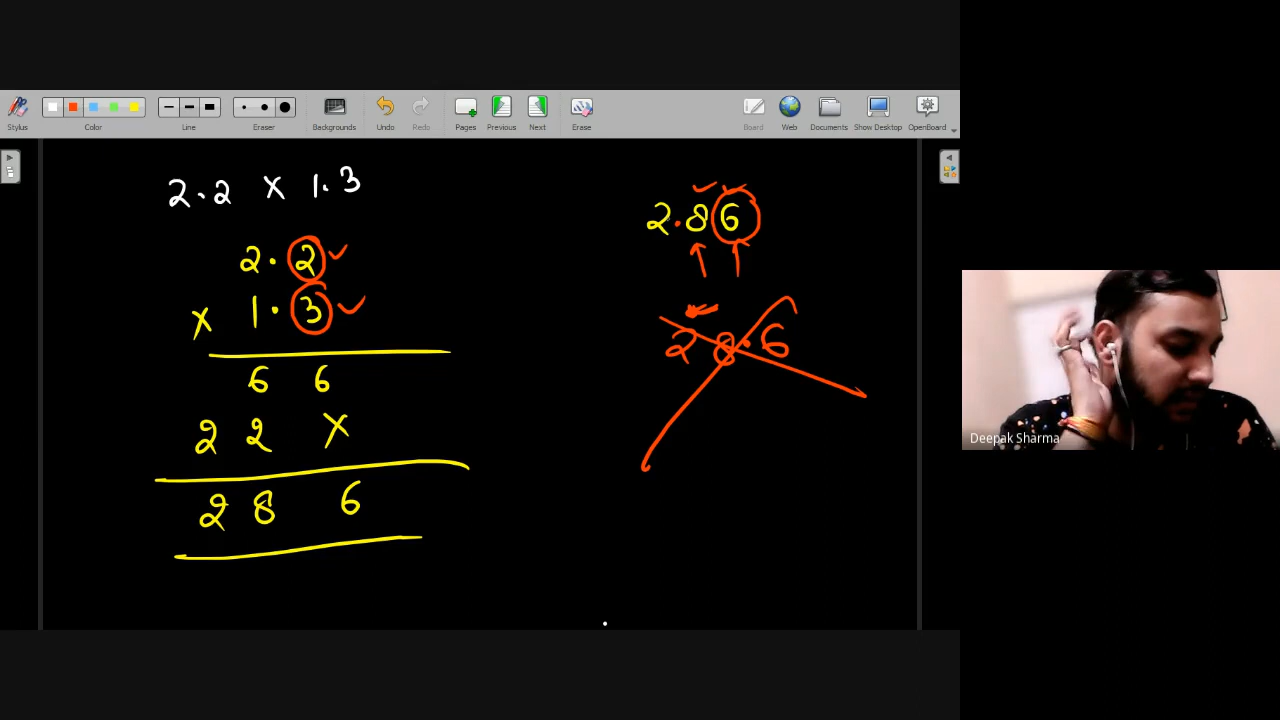 Stylus Color Line Eraser Backgrounds Undo Redo Pages Previous Next Erase Board Web Documents Show Desktop OpenBoard
2.2 x 1.3
2.2
x 1.3
6 6
2 2 x
2 8 6
2.86
2 8.6
Deepak Sharma